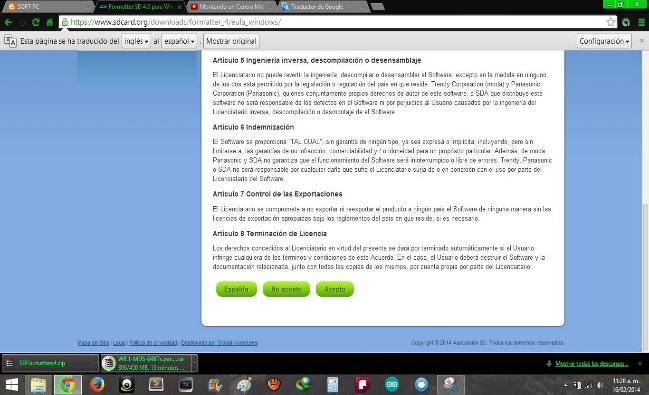 SOFT PC
Formatter SD 4.0 para Win
Montando un Centro Mul
Traductor de Google
https://www.sdcard.org/downloads/formatter_4/eula_windows/
Esta página se ha traducido del inglés al español. Mostrar original Configuración
Artículo 5 Ingeniería inversa, descompilación o desensamblaje
El Licenciatario no puede revertir la ingeniería, descompilar o desensamblar el Software, excepto en la medida en ninguno
de los dos está permitido por la legislación o regulación del país en que reside. Trendy Corporation (moda) y Panasonic
Corporation (Panasonic), quienes conjuntamente propios derechos de autor de este software, o SDA que distribuye este
software no será responsable de los defectos en el Software ni por perjuicios al Usuario causados por la ingeniería del
Licenciatario inversa, descompilación o desmontaje de el Software.
Artículo 6 Indemnización
El Software se proporciona "TAL CUAL", sin garantía de ningún tipo, ya sea expresa o implícita, incluyendo, pero sin
limitarse a, las garantías de no infracción, comerciabilidad y / o idoneidad para un propósito particular. Además, de moda,
Panasonic y SDA no garantiza que el funcionamiento del Software será ininterrumpido o libre de errores. Trendy, Panasonic
o SDA no será responsable por cualquier daño que sufra el Licenciatario surja de o en conexión con el uso por parte del
Licenciatario del Software.
Artículo 7 Control de las Exportaciones
El Licenciatario se compromete a no exportar ni reexportar el producto a ningún país el Software de ninguna manera sin las
licencias de exportación apropiadas bajo los reglamentos del país en que reside, si es necesario.
Artículo 8 Terminación de Licencia
Los derechos concedidos al Licenciatario en virtud del presente se dará por terminado automáticamente si el Usuario
infringe cualquiera de los términos y condiciones de este Acuerdo. En el caso, el Usuario deberá destruir el Software y la
documentación relacionada, junto con todas las copias de los mismos, por cuenta propia por parte del Licenciatario.
Espalda No acepto Acepto
Mapa del Sitio | Legal | Política de privacidad | Gestionado por Global Inventures
Copyright © 2014 Asociación SD. Todos los derechos reservados.
SDFormatterv4.zip
W8.1-MDS-64BTs.par....rar
306/400 MB, 13 minutos ...
Mostrar todas las descargas...
11:26 a.m.
16/02/2014